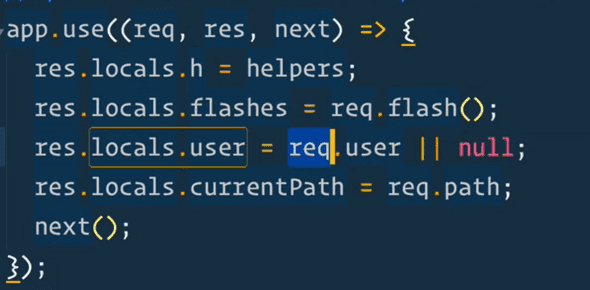 app.use((req, res, next) => {
res.locals.h = helpers;
res.locals.flashes = req.flash();
res.locals.user = req.user || null;
res.locals.currentPath = req.path;
next();
});